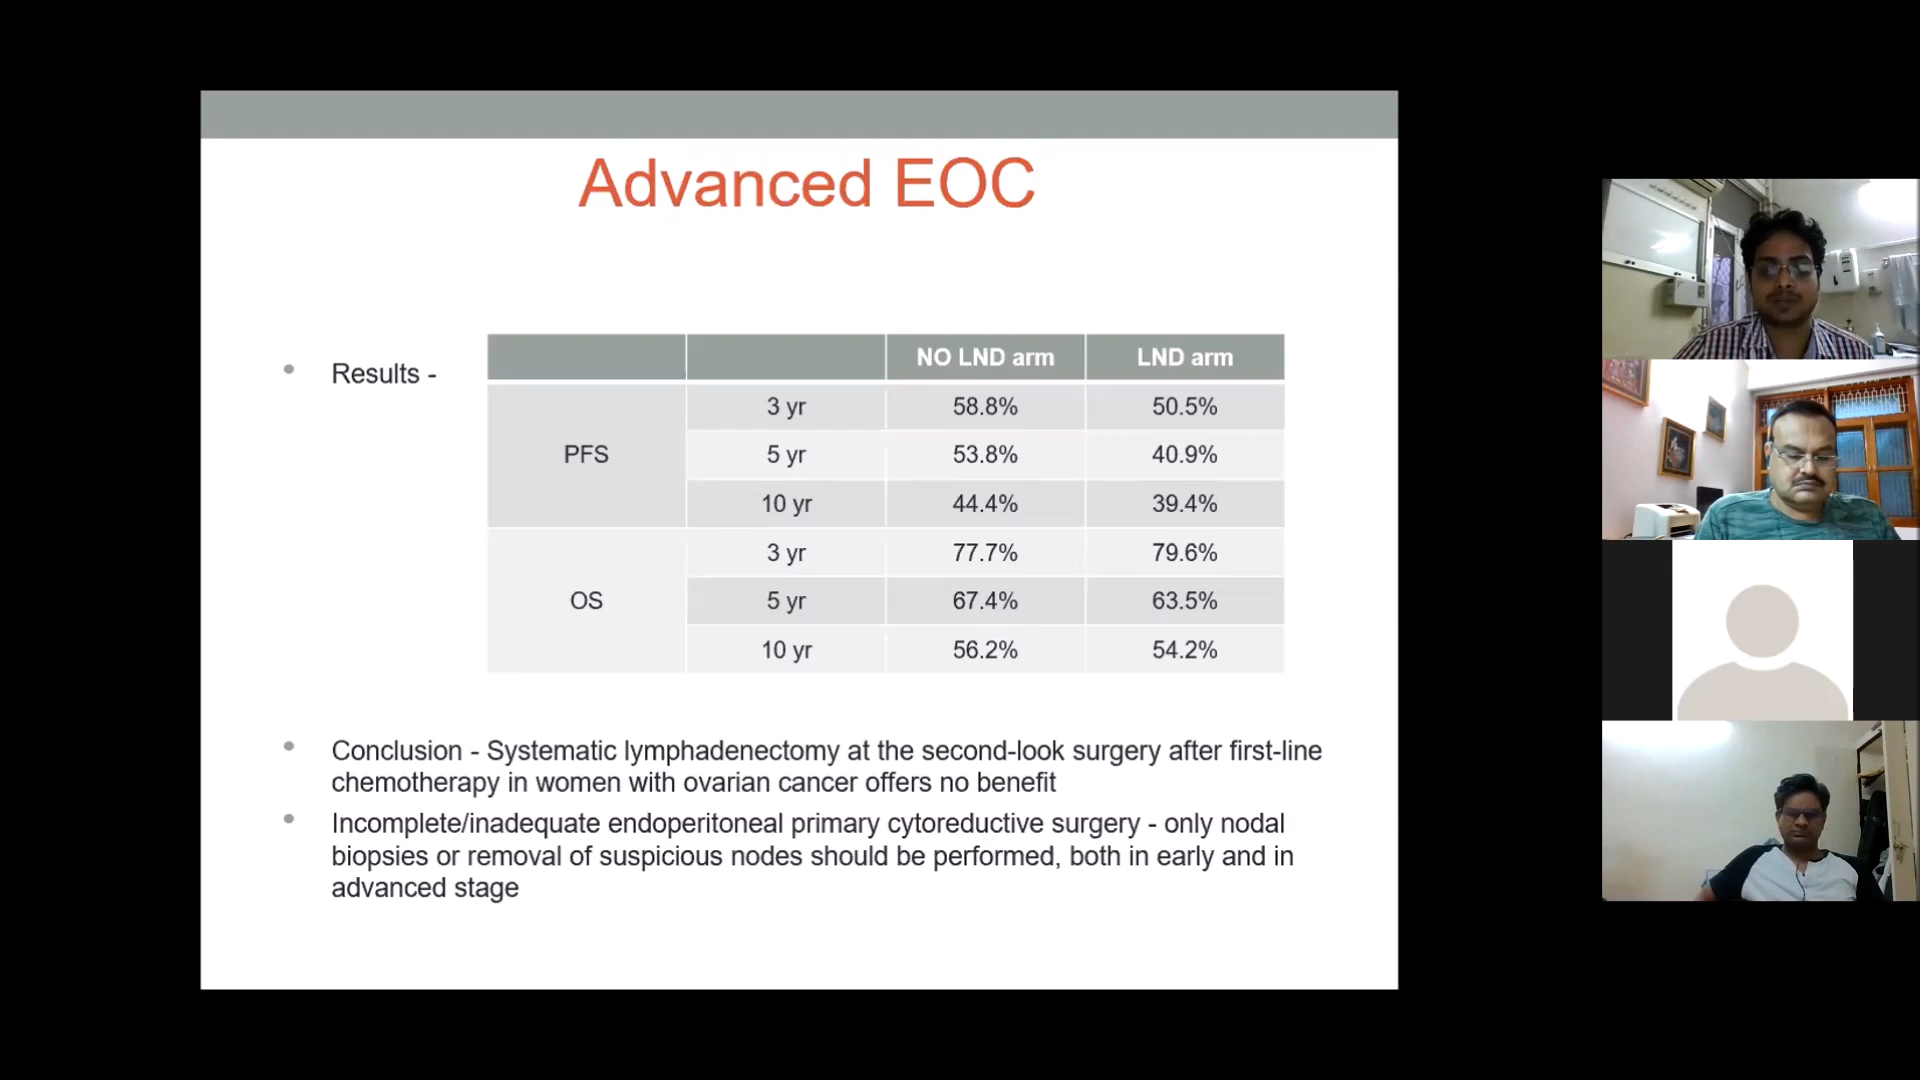 Advanced EOC
Results -
NO LND arm LND arm
PFS 3 yr 58.8% 50.5%
5 yr 53.8% 40.9%
10 yr 44.4% 39.4%
OS 3 yr 77.7% 79.6%
5 yr 67.4% 63.5%
10 yr 56.2% 54.2%
Conclusion - Systematic lymphadenectomy at the second-look surgery after first-line
chemotherapy in women with ovarian cancer offers no benefit
Incomplete/inadequate endoperitoneal primary cytoreductive surgery - only nodal
biopsies or removal of suspicious nodes should be performed, both in early and in
advanced stage